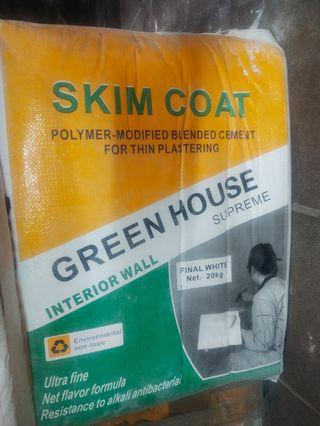 SKIM COAT
POLYMER-MODIFIED BLENDED CEMENT
FOR THIN PLASTERING
GREEN HOUSE
SUPREME
INTERIOR WALL
FINAL WHITE
Net: 20kg
Environmental
non-toxic
Ultra fine
Net flavor formula
Resistance to alkali antibacterial